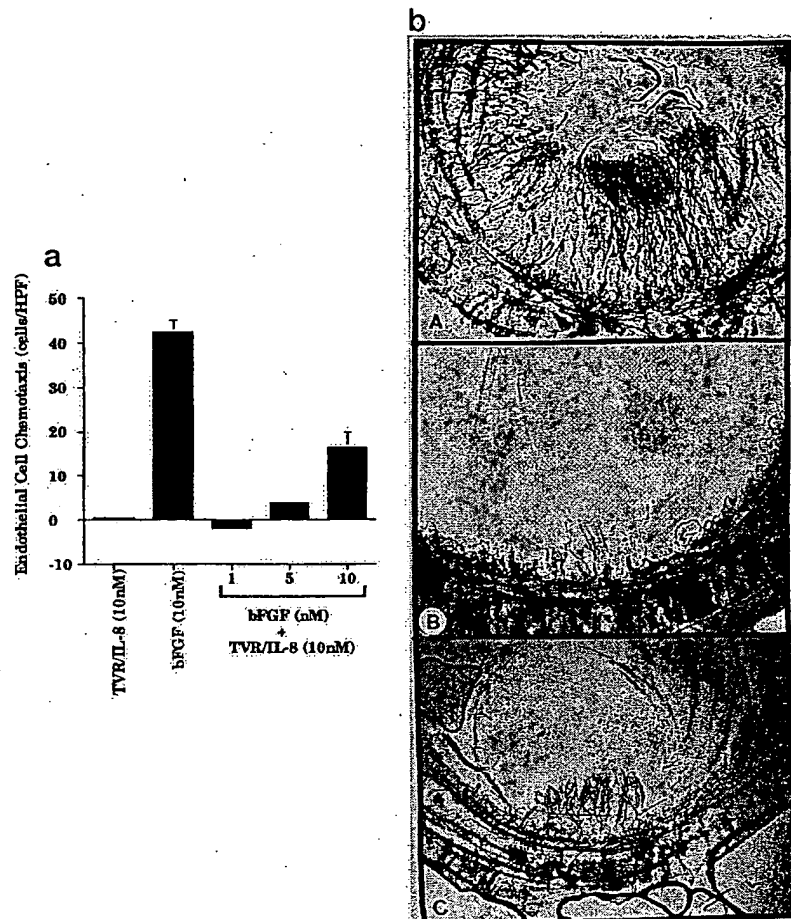 a
Endothelial Cell Chemotaxis (cells/HPF)
50
40
30
20
10
0
-10
TVR/IL-8 (10nM)
bFGF (10nM)
1 5 10
bFGF (nM)
+
TVR/IL-8 (10nM)
b
A
B
C